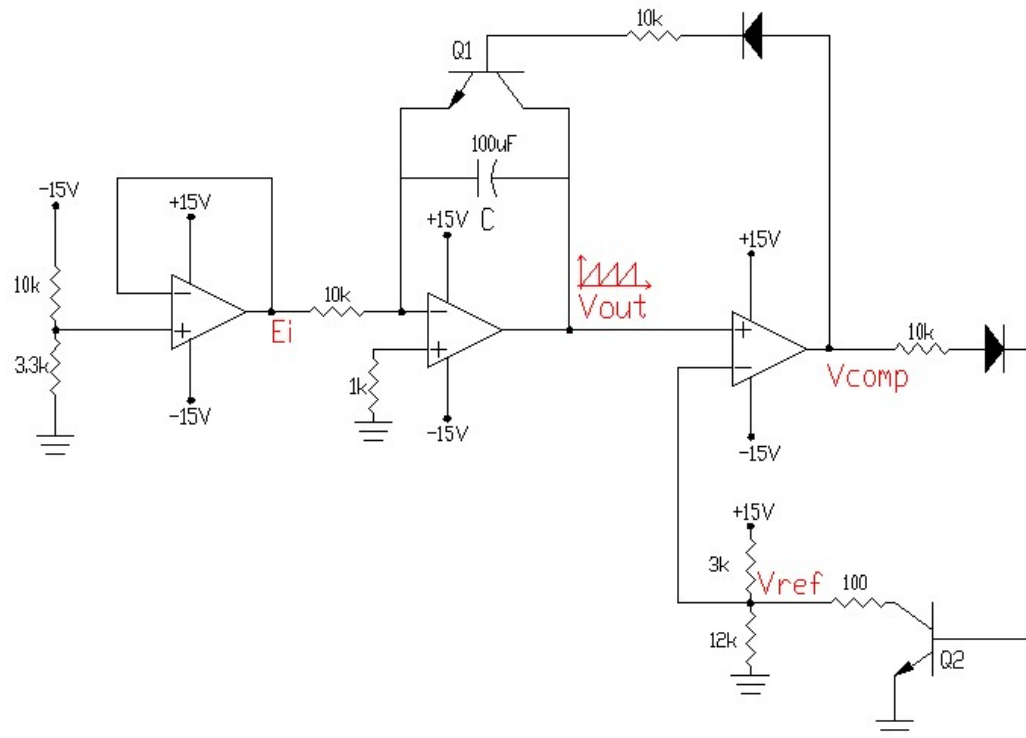 10k
Q1
100uF
C
-15V
+15V
+15V
+15V
10k
10k
10k
Ei
Vout
Vcomp
3.3k
1k
-15V
-15V
-15V
+15V
3k
Vref
100
12k
Q2